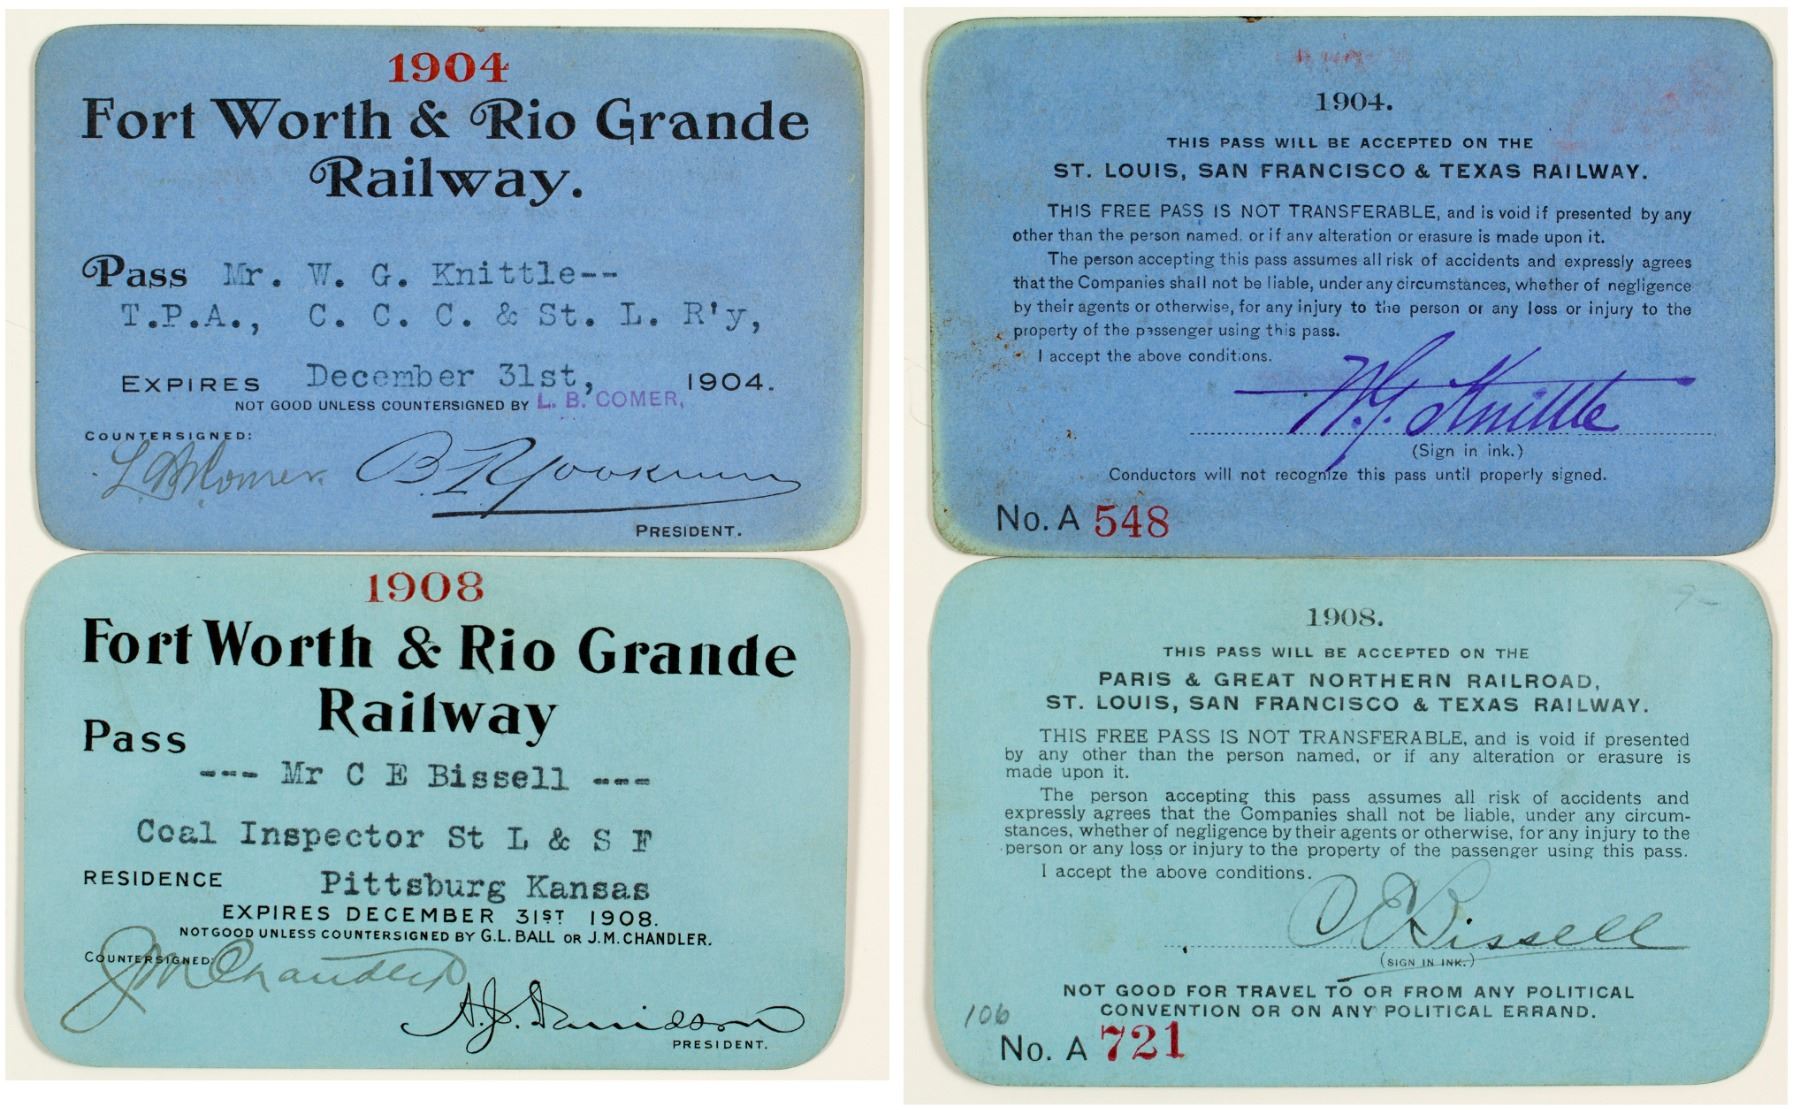 1904
Fort Worth & Rio Grande
Railway.
Pass Mr. W. G. Knittle--
T.P.A., C. C. C. & St. L. R'y,
EXPIRES December 31st, 1904.
NOT GOOD UNLESS COUNTERSIGNED BY L. B. COMER,
COUNTERSIGNED:
L B Comer. B. F. Yoakum
PRESIDENT.
1904.
THIS PASS WILL BE ACCEPTED ON THE
ST. LOUIS, SAN FRANCISCO & TEXAS RAILWAY.
THIS FREE PASS IS NOT TRANSFERABLE, and is void if presented by any
other than the person named, or if any alteration or erasure is made upon it.
The person accepting this pass assumes all risk of accidents and expressly agrees
that the Companies shall not be liable, under any circumstances, whether of negligence
by their agents or otherwise, for any injury to the person or any loss or injury to the
property of the passenger using this pass.
I accept the above conditions.
W. G. Knittle
(Sign in ink.)
Conductors will not recognize this pass until properly signed.
No. A 548
1908
Fort Worth & Rio Grande
Railway
Pass
--- Mr C E Bissell ---
Coal Inspector St L & S F
RESIDENCE Pittsburg Kansas
EXPIRES DECEMBER 31ST 1908.
NOT GOOD UNLESS COUNTERSIGNED BY G.L. BALL OR J.M. CHANDLER.
COUNTERSIGNED:
J M Chandler
A. J. Davidson
PRESIDENT.
1908.
THIS PASS WILL BE ACCEPTED ON THE
PARIS & GREAT NORTHERN RAILROAD,
ST. LOUIS, SAN FRANCISCO & TEXAS RAILWAY.
THIS FREE PASS IS NOT TRANSFERABLE, and is void if presented
by any other than the person named, or if any alteration or erasure is
made upon it.
The person accepting this pass assumes all risk of accidents and
expressly agrees that the Companies shall not be liable, under any circum-
stances, whether of negligence by their agents or otherwise, for any injury to the
person or any loss or injury to the property of the passenger using this pass.
I accept the above conditions.
C E Bissell
(SIGN IN INK.)
NOT GOOD FOR TRAVEL TO OR FROM ANY POLITICAL
CONVENTION OR ON ANY POLITICAL ERRAND.
106
No. A 721